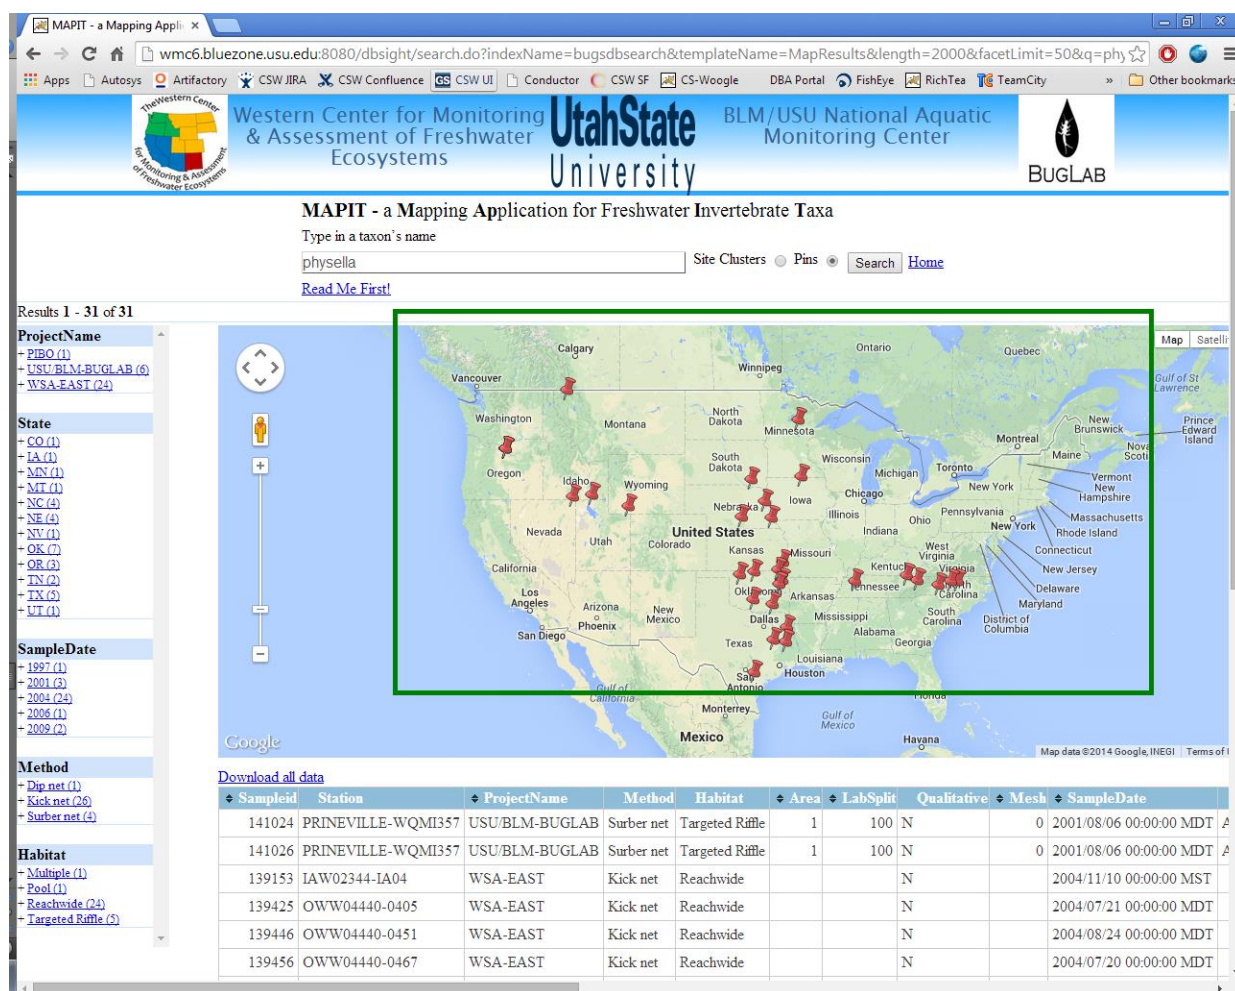 MAPIT - a Mapping Appli
wmc6.bluezone.usu.edu:8080/dbsight/search.do?indexName=bugsdbsearch&templateName=MapResults&length=2000&facetLimit=50&q=phy
Apps Autosys Artifactory CSW JIRA CSW Confluence GS CSW UI Conductor CSW SF CS-Woogle DBA Portal FishEye RichTea TeamCity » Other bookmarks
The Western Center for Monitoring & Assessment of Freshwater Ecosystems
Western Center for Monitoring
& Assessment of Freshwater
Ecosystems
UtahState
University
BLM/USU National Aquatic
Monitoring Center
BUGLAB
MAPIT - a Mapping Application for Freshwater Invertebrate Taxa
Type in a taxon's name
physella Site Clusters Pins Search Home
Read Me First!
Results 1 - 31 of 31
ProjectName
+ PIBO (1)
+ USU/BLM-BUGLAB (6)
+ WSA-EAST (24)
State
+ CO (1)
+ IA (1)
+ MN (1)
+ MT (1)
+ NC (4)
+ NE (4)
+ NV (1)
+ OK (7)
+ OR (3)
+ TN (2)
+ TX (5)
+ UT (1)
SampleDate
+ 1997 (1)
+ 2001 (3)
+ 2004 (24)
+ 2006 (1)
+ 2009 (2)
Method
+ Dip net (1)
+ Kick net (26)
+ Surber net (4)
Habitat
+ Multiple (1)
+ Pool (1)
+ Reachwide (24)
+ Targeted Riffle (5)
Map Satelli
Calgary
Ontario
Quebec
Winnipeg
Vancouver
Gulf of St
Lawrence
Washington
Montana
North
Dakota
Minnesota
New
Brunswick
Prince
Edward
Island
Montreal
Maine
Nova
Scoti
Oregon
Idaho
Wyoming
South
Dakota
Wisconsin
Michigan
Toronto
New York
Vermont
New
Hampshire
Chicago
Iowa
Nebraska
Illinois
Indiana
Ohio
Pennsylvania
New York
Massachusetts
Rhode Island
Connecticut
New Jersey
Delaware
Maryland
District of
Columbia
Nevada
Utah
Colorado
United States
Kansas
Missouri
West
Virginia
Kentuc
Virginia
California
Los
Angeles
San Diego
Arizona
Phoenix
New
Mexico
Arkansas
Tennessee
Carolina
South
Carolina
Dallas
Mississippi
Alabama
Georgia
Texas
Louisiana
Houston
San
Antonio
Gulf of
California
Florida
Monterrey
Gulf of
Mexico
Mexico
Havana
Google
Map data ©2014 Google, INEGI Terms of
Download all data
Sampleid Station ProjectName Method Habitat Area LabSplit Qualitative Mesh SampleDate
141024 PRINEVILLE-WQMI357 USU/BLM-BUGLAB Surber net Targeted Riffle 1 100 N 0 2001/08/06 00:00:00 MDT A
141026 PRINEVILLE-WQMI357 USU/BLM-BUGLAB Surber net Targeted Riffle 1 100 N 0 2001/08/06 00:00:00 MDT A
139153 IAW02344-IA04 WSA-EAST Kick net Reachwide N 2004/11/10 00:00:00 MST
139425 OWW04440-0405 WSA-EAST Kick net Reachwide N 2004/07/21 00:00:00 MDT
139446 OWW04440-0451 WSA-EAST Kick net Reachwide N 2004/08/24 00:00:00 MDT
139456 OWW04440-0467 WSA-EAST Kick net Reachwide N 2004/07/20 00:00:00 MDT